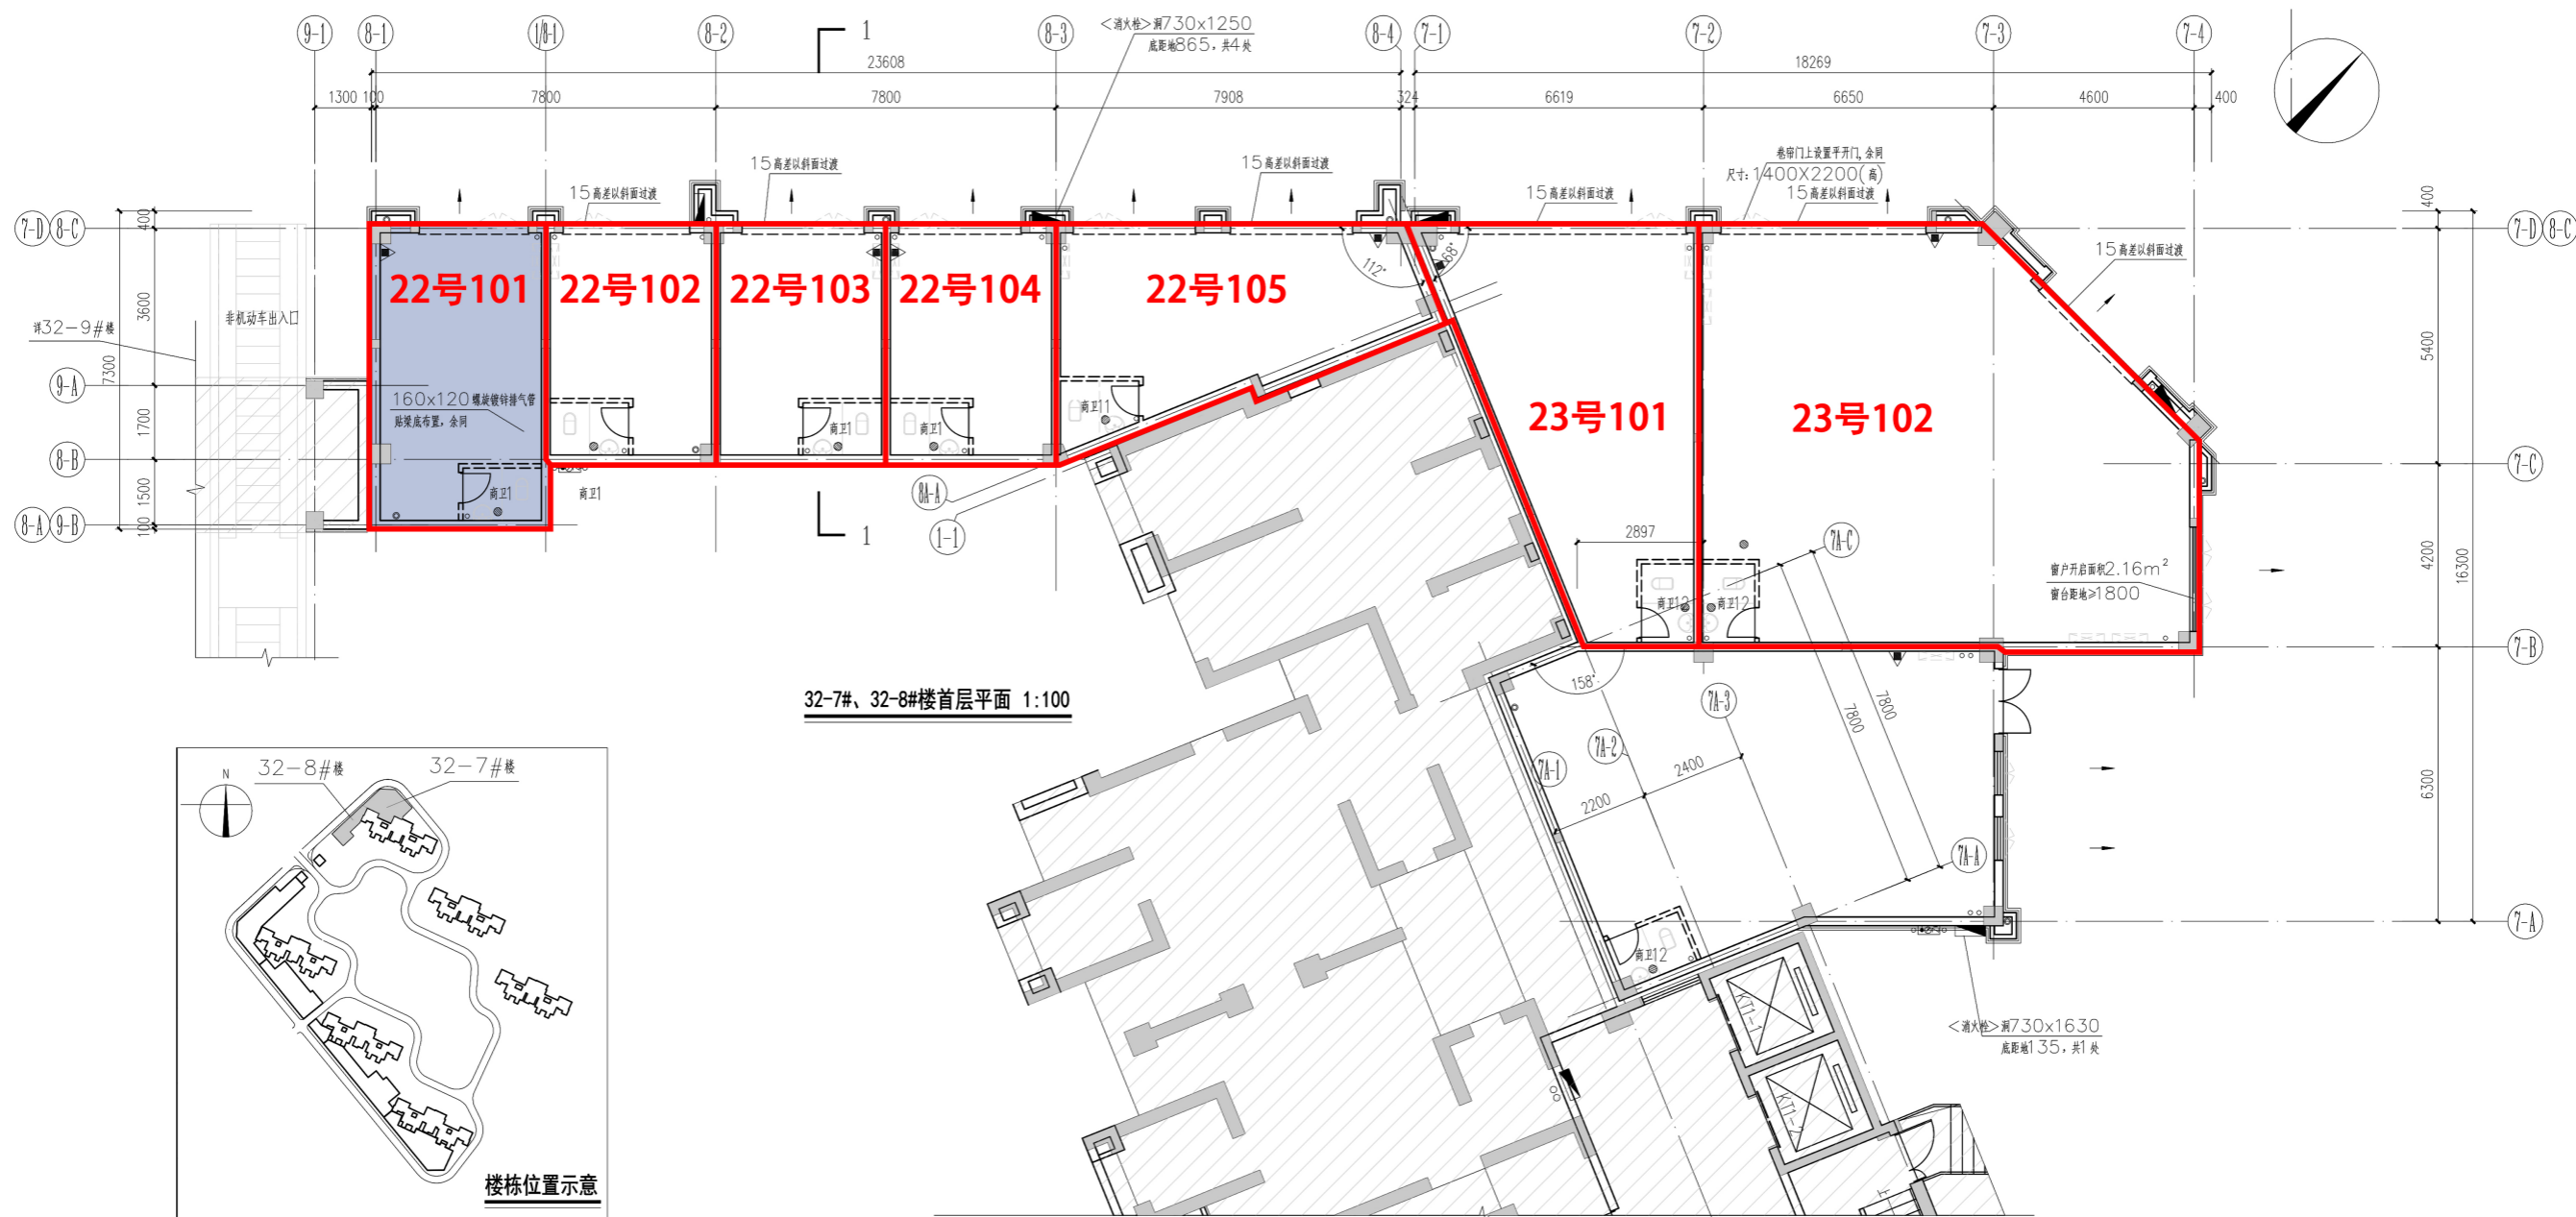 9-1 8-1 1/8-1 8-2 8-3 8-4 7-1 7-2 7-3 7-4
1 1
<消火栓>洞730x1250
底距地865，共4处
23608 18269
1300 100 7800 7800 7908 324 6619 6650 4600 400
15高差以斜面过渡
15高差以斜面过渡
15高差以斜面过渡
15高差以斜面过渡
卷帘门上设置平开门,余同
尺寸:1400X2200(高)
15高差以斜面过渡
15高差以斜面过渡
7-D 8-C
7-D 8-C
400 3600 1700 1500 100
7300
400 5400 4200 6300
16300
22号101
22号102
22号103
22号104
22号105
23号101
23号102
112°
68°
非机动车出入口
详32-9#楼
9-A
8-B
8-A 9-B
160x120螺旋镀锌排气管
贴梁底布置，余同
商卫1
商卫1
商卫1
商卫1
商卫11
8A-A
1-1
2897
商卫12
商卫12
7A-C
窗户开启面积2.16m²
窗台距地≥1800
7-C
7-B
7-A
158°
7A-3
7A-2
7A-1
7800
7800
2400
2200
7A-A
商卫12
<消火栓>洞730x1630
底距地135，共1处
KT1-1
KT1-2
上
32-7#、32-8#楼首层平面 1:100
N
32-8#楼
32-7#楼
楼栋位置示意